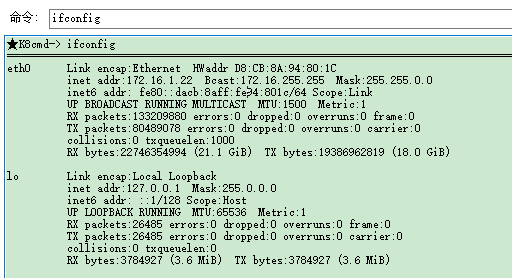 命令: ifconfig
★K8cmd-> ifconfig
eth0 Link encap:Ethernet HWaddr D8:CB:8A:94:80:1C
inet addr:172.16.1.22 Bcast:172.16.255.255 Mask:255.255.0.0
inet6 addr: fe80::dacb:8aff:fe94:801c/64 Scope:Link
UP BROADCAST RUNNING MULTICAST MTU:1500 Metric:1
RX packets:133209880 errors:0 dropped:0 overruns:0 frame:0
TX packets:80489078 errors:0 dropped:0 overruns:0 carrier:0
collisions:0 txqueuelen:1000
RX bytes:22746354994 (21.1 GiB) TX bytes:19386962819 (18.0 GiB)
lo Link encap:Local Loopback
inet addr:127.0.0.1 Mask:255.0.0.0
inet6 addr: ::1/128 Scope:Host
UP LOOPBACK RUNNING MTU:65536 Metric:1
RX packets:26485 errors:0 dropped:0 overruns:0 frame:0
TX packets:26485 errors:0 dropped:0 overruns:0 carrier:0
collisions:0 txqueuelen:0
RX bytes:3784927 (3.6 MiB) TX bytes:3784927 (3.6 MiB)